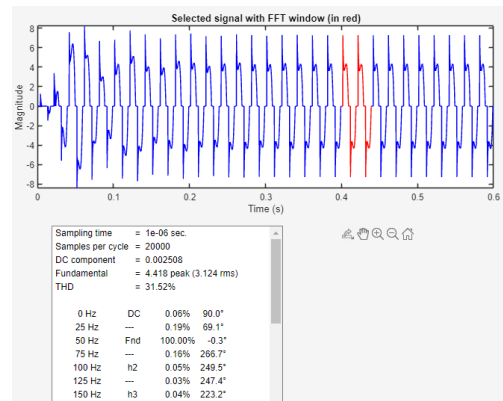 Selected signal with FFT window (in red)
8
6
4
2
0
-2
-4
-6
-8
Magnitude
0 0.1 0.2 0.3 0.4 0.5 0.6
Time (s)
Sampling time = 1e-06 sec.
Samples per cycle = 20000
DC component = 0.002508
Fundamental = 4.418 peak (3.124 rms)
THD = 31.52%
0 Hz DC 0.06% 90.0°
25 Hz --- 0.19% 69.1°
50 Hz Fnd 100.00% -0.3°
75 Hz --- 0.16% 266.7°
100 Hz h2 0.05% 249.5°
125 Hz --- 0.03% 247.4°
150 Hz h3 0.04% 223.2°